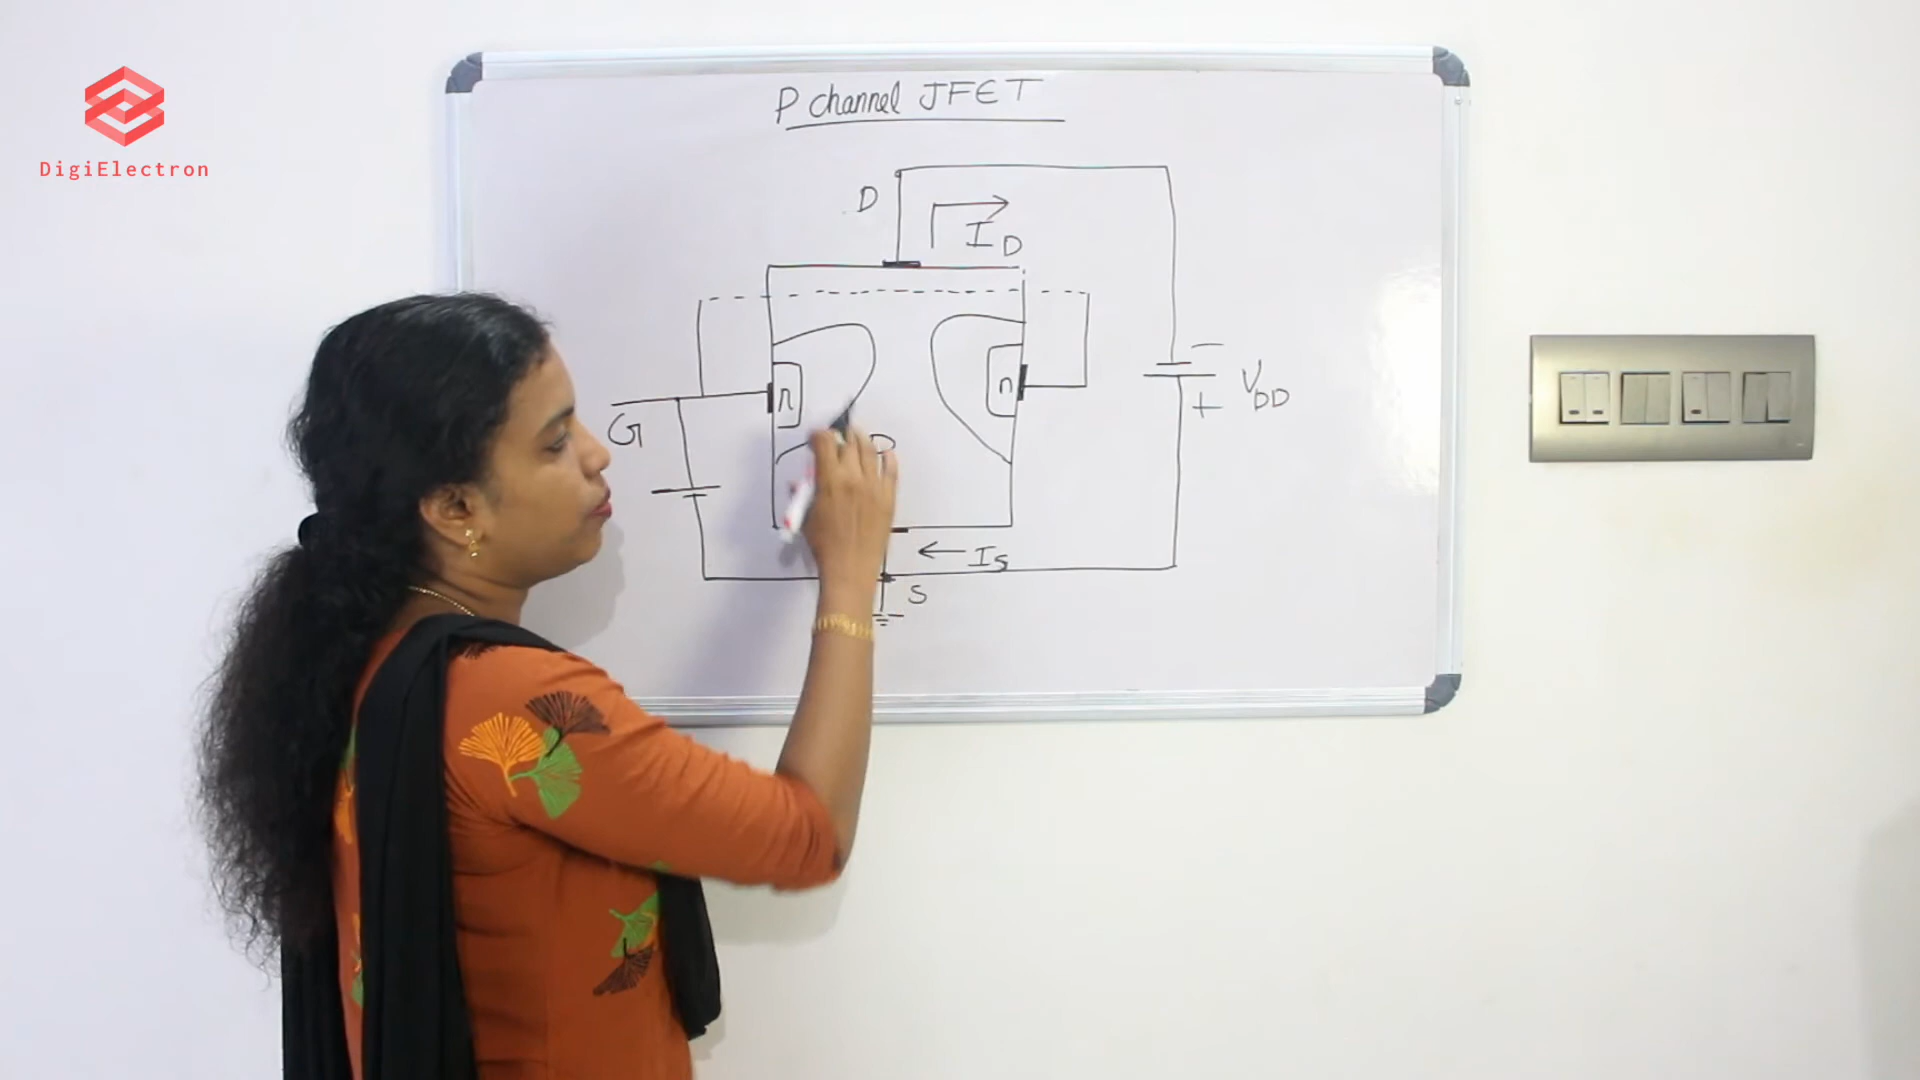 DigiElectron
P channel JFET
D
I_D
n
n
G
P
- 
+
V_DD
I_S
S